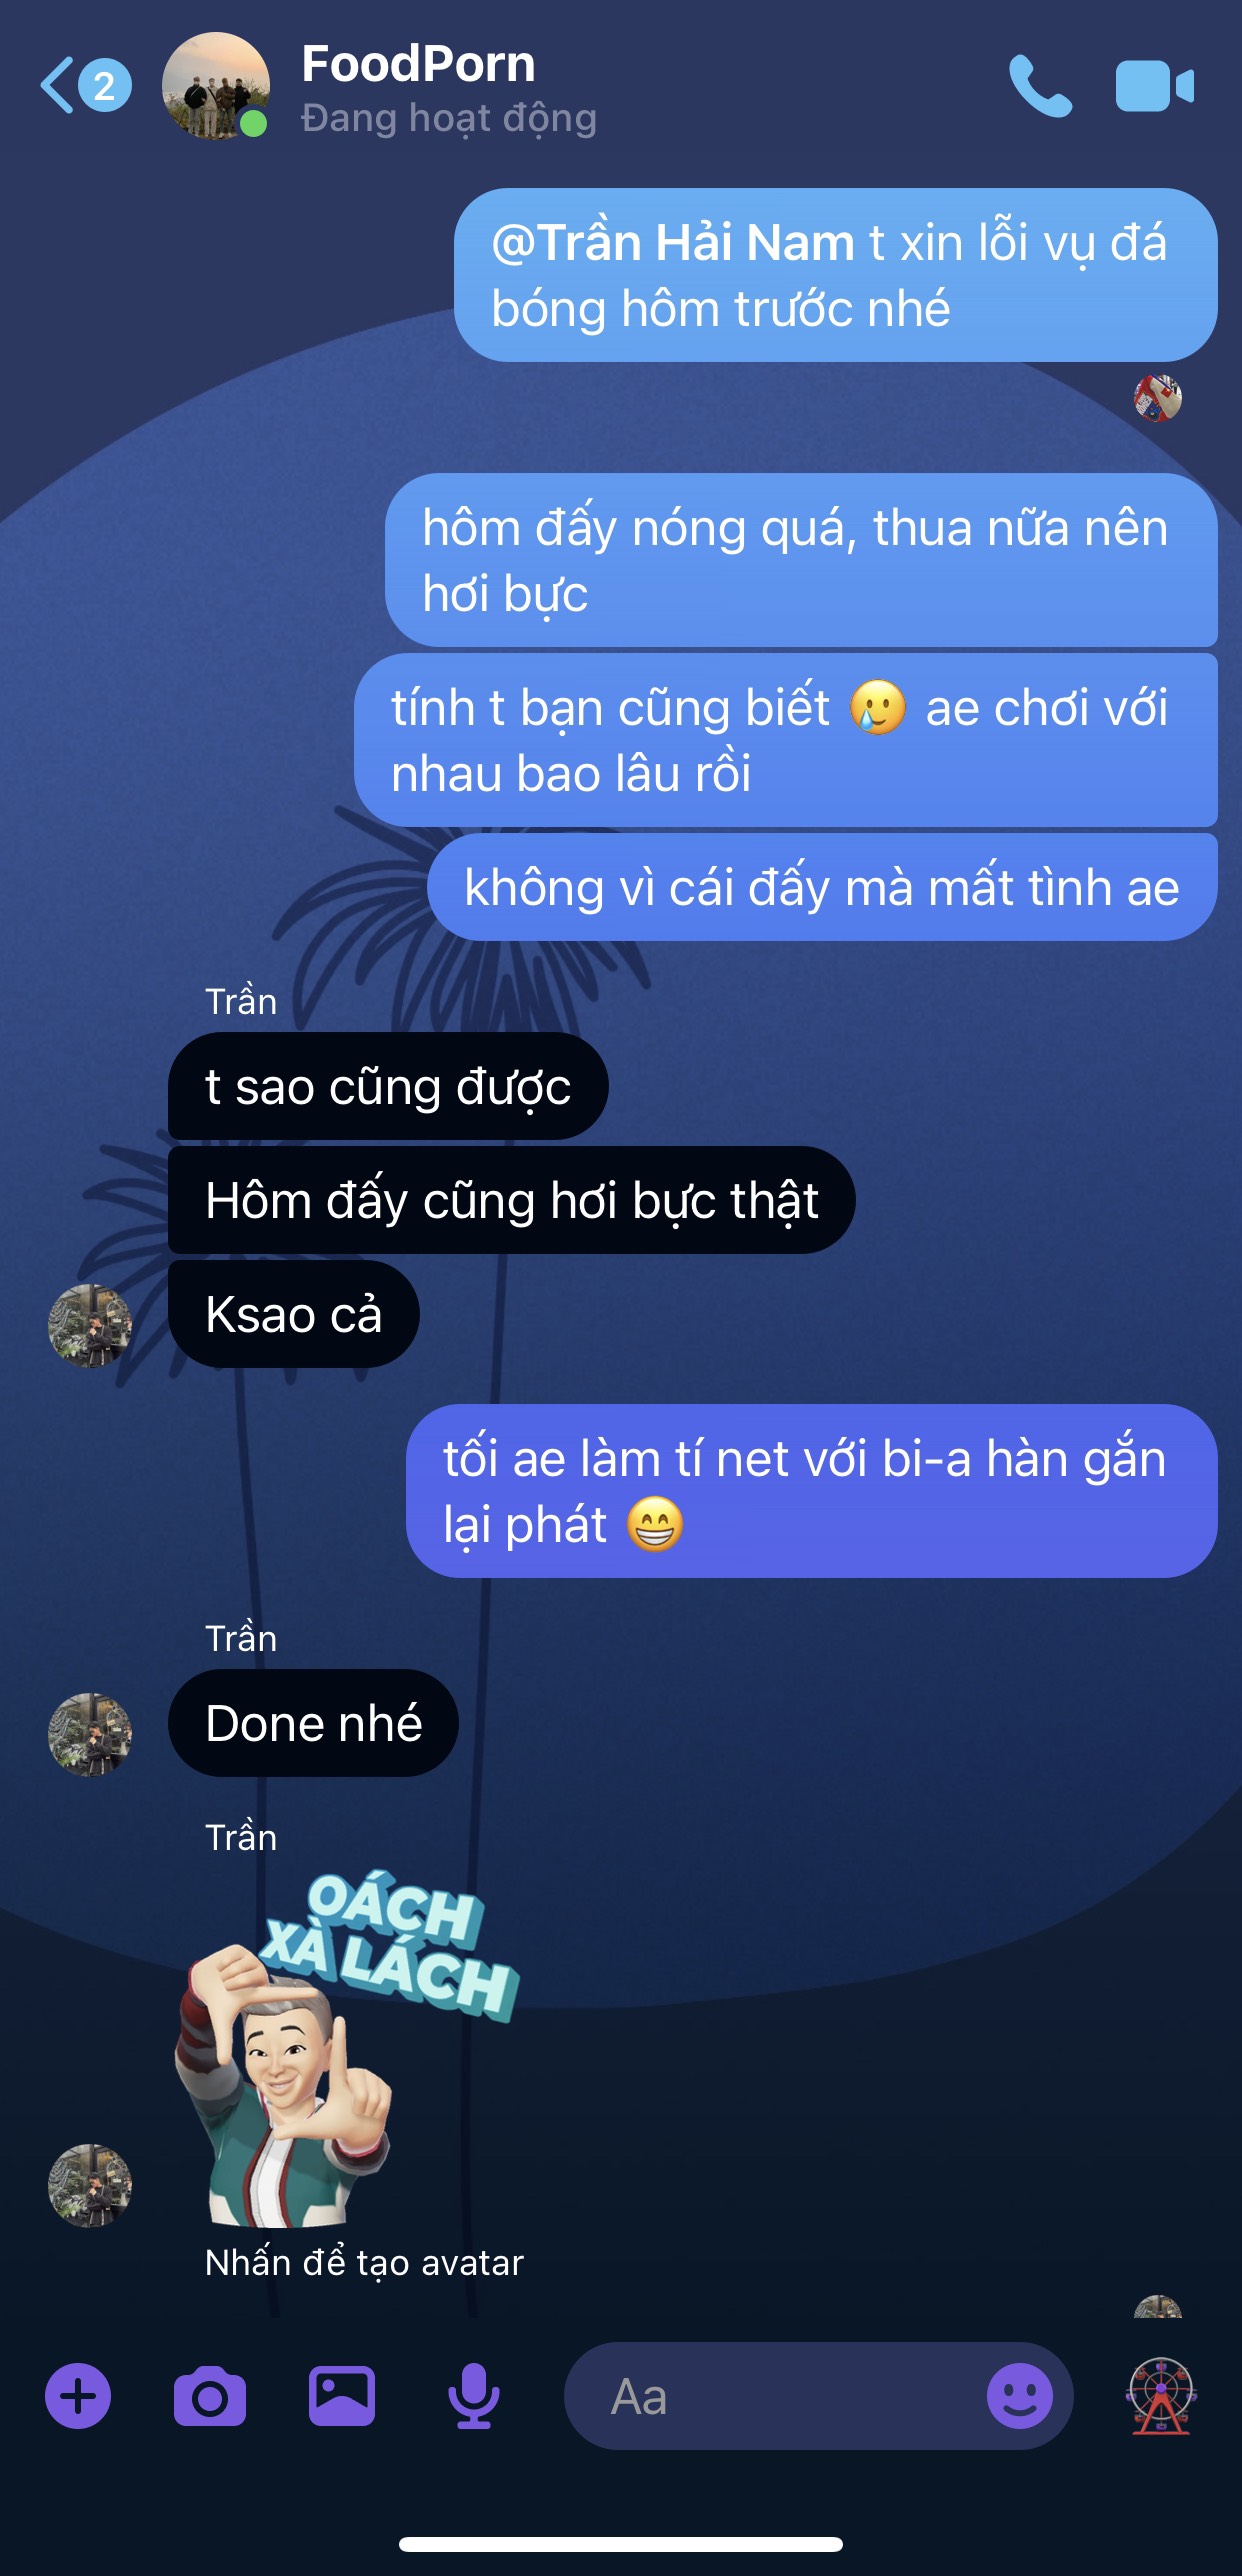 2
FoodPorn
Đang hoạt động
@Trần Hải Nam t xin lỗi vụ đá
bóng hôm trước nhé
hôm đấy nóng quá, thua nữa nên
hơi bực
tính t bạn cũng biết 🥲 ae chơi với
nhau bao lâu rồi
không vì cái đấy mà mất tình ae
Trần
t sao cũng được
Hôm đấy cũng hơi bực thật
Ksao cả
tối ae làm tí net với bi-a hàn gắn
lại phát 😁
Trần
Done nhé
Trần
OÁCH
XÀ LÁCH
Nhấn để tạo avatar
Aa